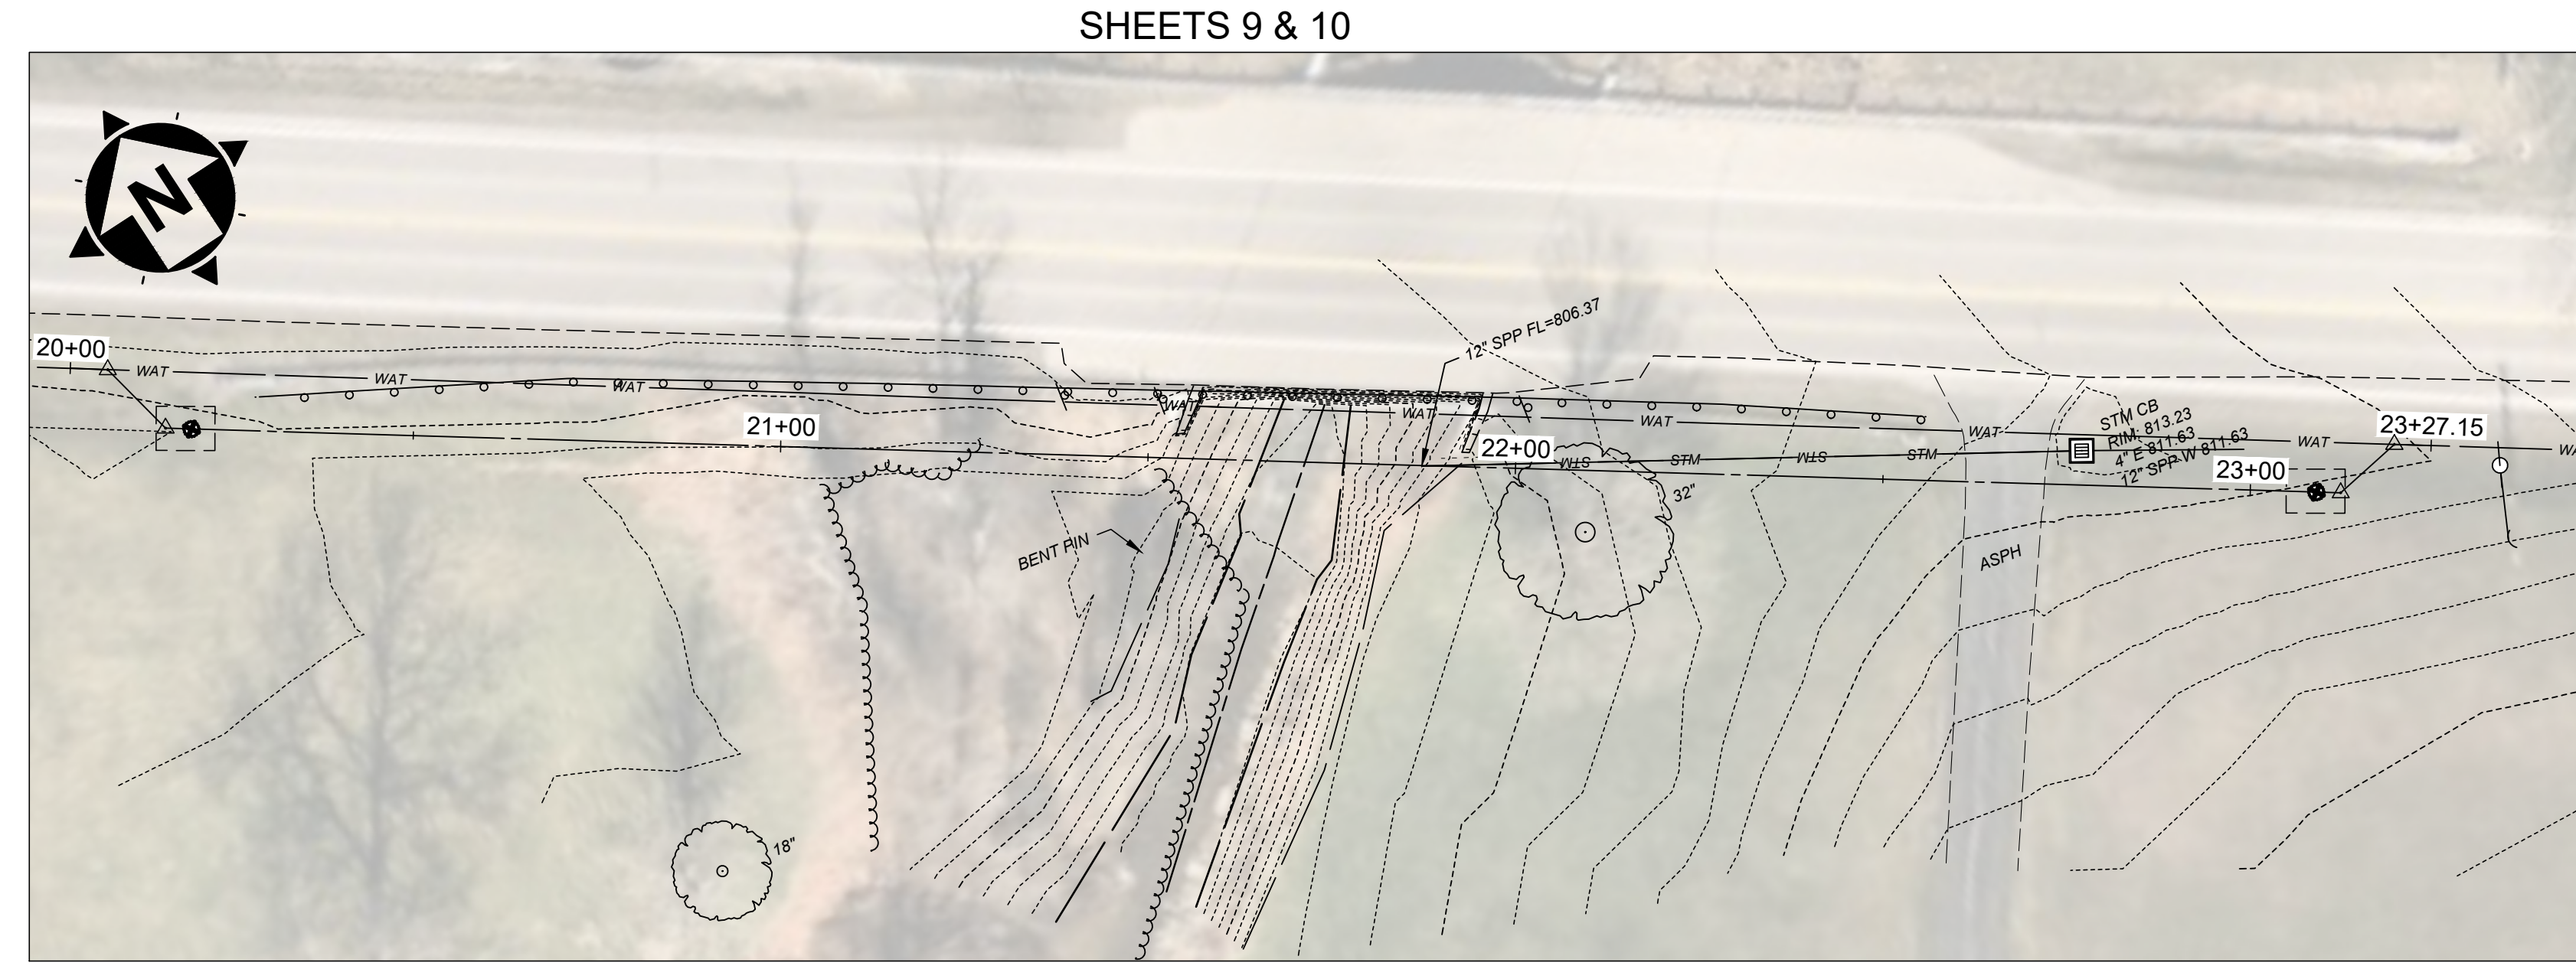 SHEETS 9 & 10
N
12" SPP FL=806.37
20+00
WAT
WAT
WAT
WAT
WAT
WAT
WAT
WAT
WA
21+00
22+00
STM
STM
STM
STM
STM CB
RIM: 813.23
4" E 811.63
12" SPP W 811.63
23+27.15
23+00
32"
BENT PIN
ASPH
18"